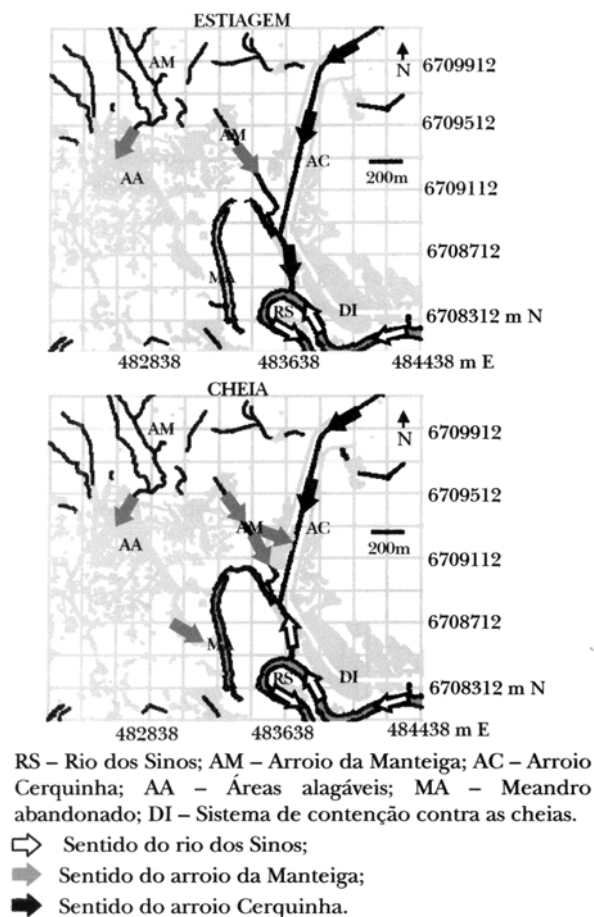 ESTIAGEM
AM
N
6709912
AM
6709512
AC
AA
200m
6709112
6708712
MA
RS
DI
6708312 m N
482838
483638
484438 m E
CHEIA
AM
N
6709912
6709512
AM
AC
AA
200m
6709112
6708712
MA
RS
DI
6708312 m N
482838
483638
484438 m E
RS – Rio dos Sinos; AM – Arroio da Manteiga; AC – Arroio
Cerquinha; AA – Áreas alagáveis; MA – Meandro
abandonado; DI – Sistema de contenção contra as cheias.
Sentido do rio dos Sinos;
Sentido do arroio da Manteiga;
Sentido do arroio Cerquinha.